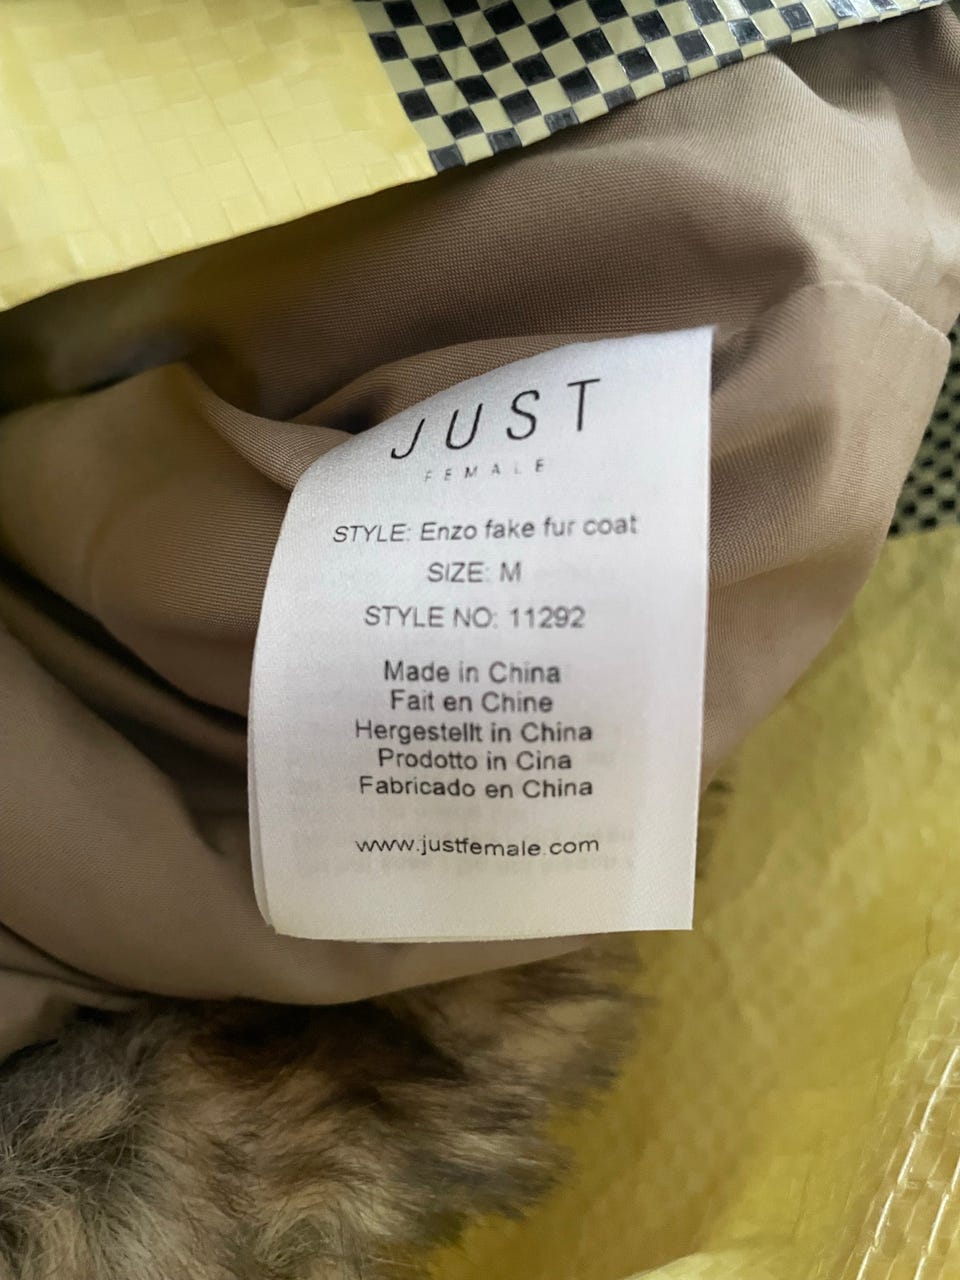 JUST
FEMALE
STYLE: Enzo fake fur coat
SIZE: M
STYLE NO: 11292
Made in China
Fait en Chine
Hergestellt in China
Prodotto in Cina
Fabricado en China
www.justfemale.com